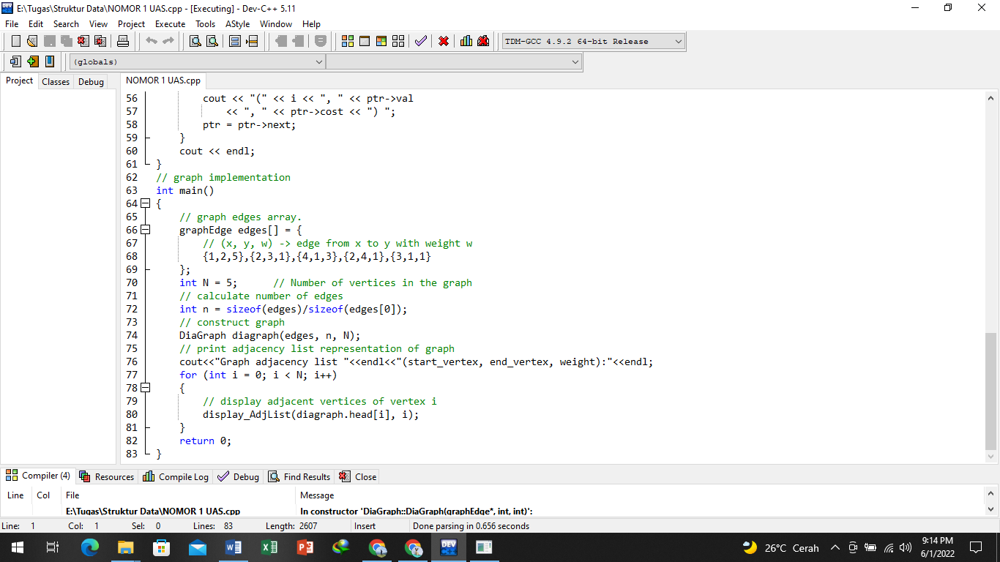 E:\Tugas\Struktur Data\NOMOR 1 UAS.cpp - [Executing] - Dev-C++ 5.11
File Edit Search View Project Execute Tools AStyle Window Help
TDM-GCC 4.9.2 64-bit Release
(globals)
Project Classes Debug
NOMOR 1 UAS.cpp
56 cout << "(" << i << ", " << ptr->val
57 << ", " << ptr->cost << ") ";
58 ptr = ptr->next;
59 }
60 cout << endl;
61 }
62 // graph implementation
63 int main()
64 {
65 // graph edges array.
66 graphEdge edges[] = {
67 // (x, y, w) -> edge from x to y with weight w
68 {1,2,5},{2,3,1},{4,1,3},{2,4,1},{3,1,1}
69 };
70 int N = 5; // Number of vertices in the graph
71 // calculate number of edges
72 int n = sizeof(edges)/sizeof(edges[0]);
73 // construct graph
74 DiaGraph diagraph(edges, n, N);
75 // print adjacency list representation of graph
76 cout<<"Graph adjacency list "<<endl<<"(start_vertex, end_vertex, weight):"<<endl;
77 for (int i = 0; i < N; i++)
78 {
79 // display adjacent vertices of vertex i
80 display_AdjList(diagraph.head[i], i);
81 }
82 return 0;
83 }
Compiler (4) Resources Compile Log Debug Find Results Close
Line Col File Message
E:\Tugas\Struktur Data\NOMOR 1 UAS.cpp In constructor 'DiaGraph::DiaGraph(graphEdge*, int, int)':
Line: 1 Col: 1 Sel: 0 Lines: 83 Length: 2607 Insert Done parsing in 0.656 seconds
26°C Cerah
9:14 PM
6/1/2022